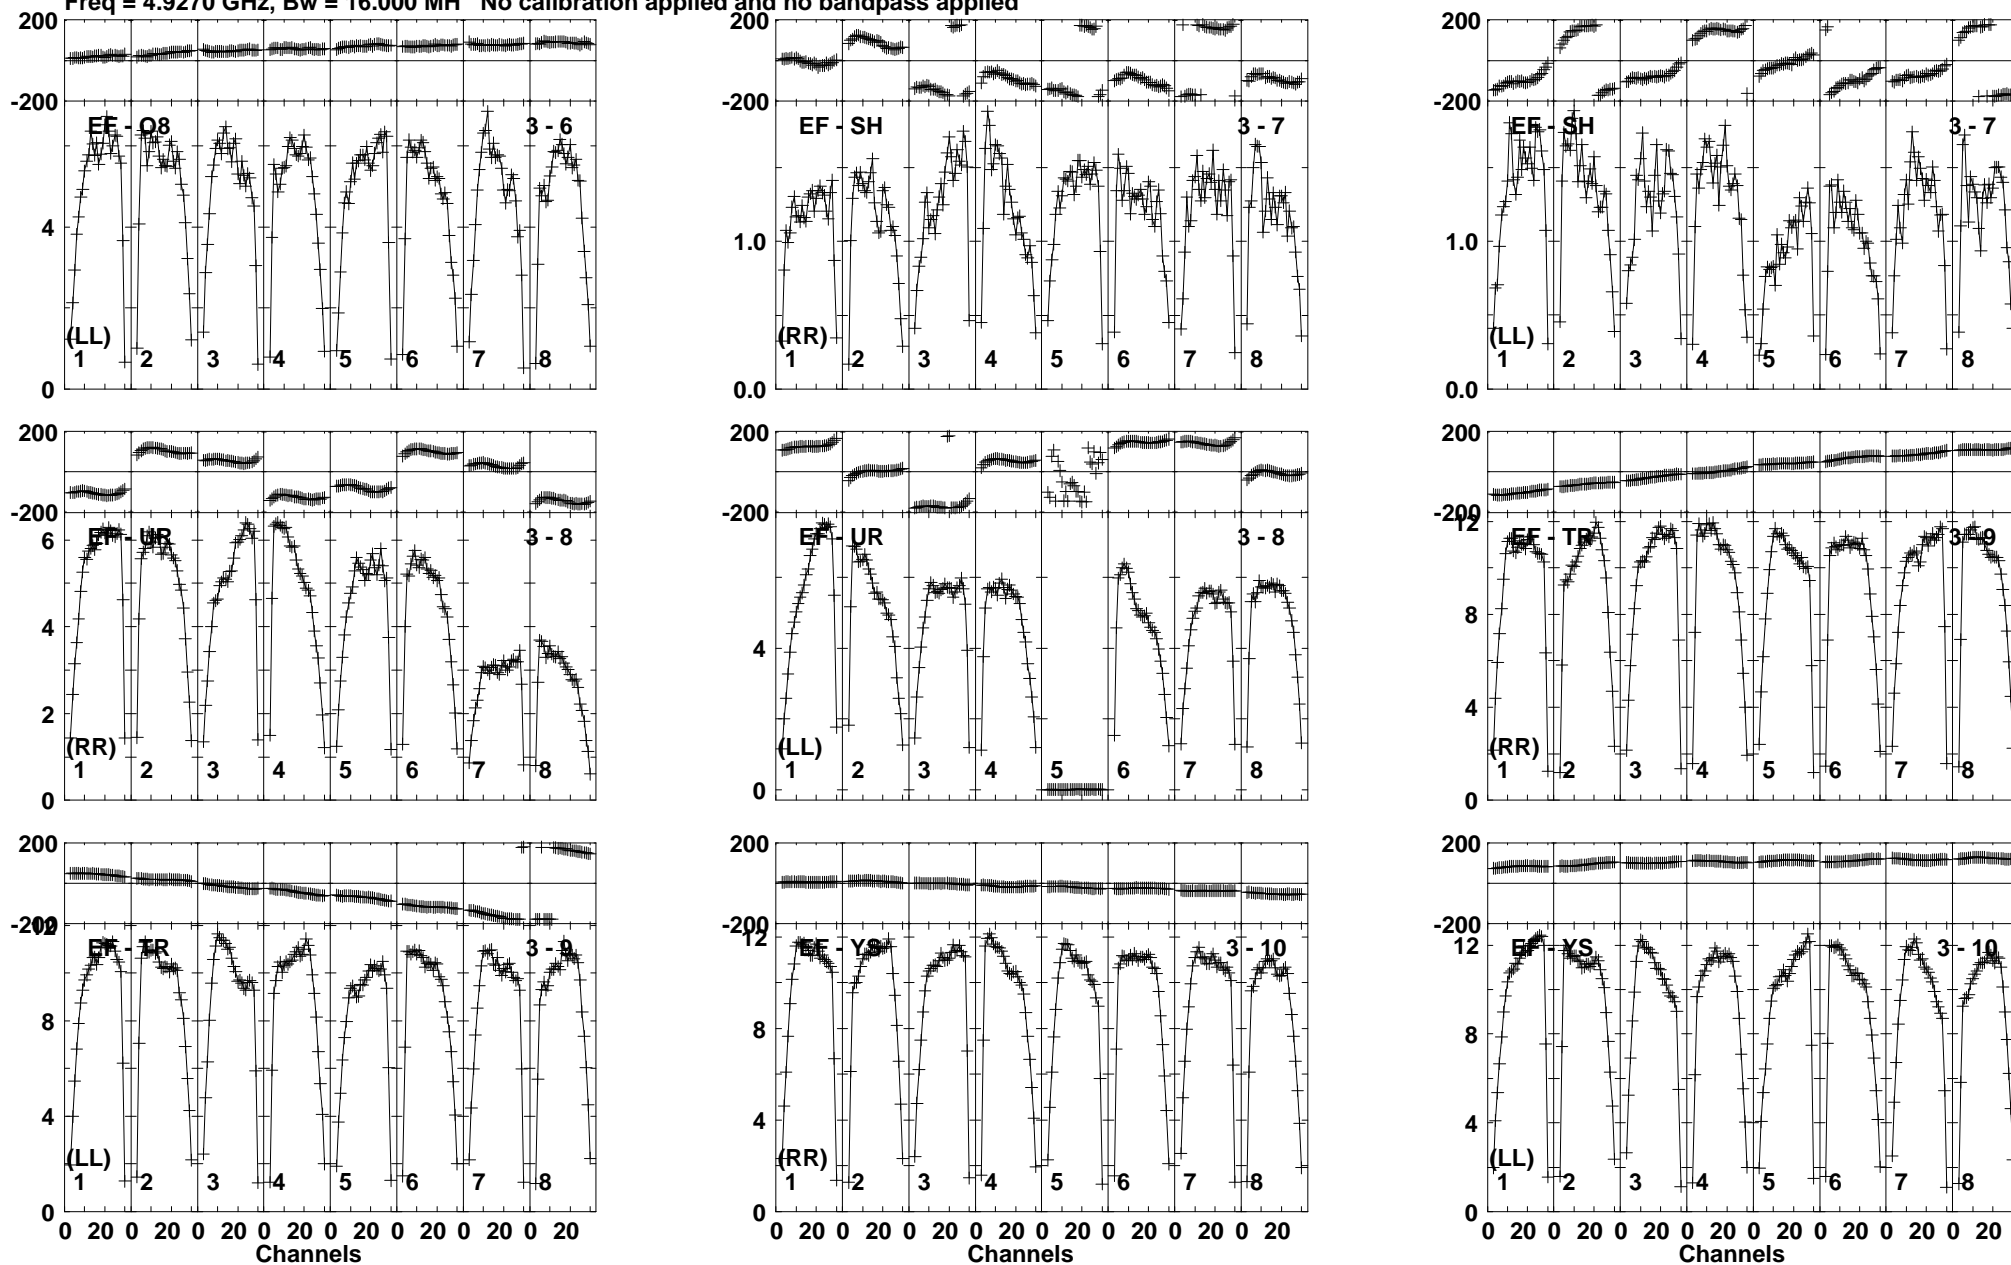 Freq = 4.9270 GHz, Bw = 16.000 MH No calibration applied and no bandpass applied
200
-200
EF - O8 3 - 6
4
0
(LL)
1 2 3 4 5 6 7 8
200
-200
EF - SH 3 - 7
1.0
0.0
(RR)
1 2 3 4 5 6 7 8
200
-200
EF - SH 3 - 7
1.0
0.0
(LL)
1 2 3 4 5 6 7 8
200
-200
EF - UR 3 - 8
6
4
2
0
(RR)
1 2 3 4 5 6 7 8
200
-200
EF - UR 3 - 8
4
0
(LL)
1 2 3 4 5 6 7 8
200
-200
12
EF - TR 3 - 9
8
4
0
(RR)
1 2 3 4 5 6 7 8
200
-200
12
EF - TR 3 - 9
8
4
0
(LL)
1 2 3 4 5 6 7 8
0 20 0 20 0 20 0 20 0 20 0 20 0 20 0 20
Channels
200
-200
12
EF - YS 3 - 10
8
4
0
(RR)
1 2 3 4 5 6 7 8
0 20 0 20 0 20 0 20 0 20 0 20 0 20 0 20
Channels
200
-200
12
EF - YS 3 - 10
8
4
0
(LL)
1 2 3 4 5 6 7 8
0 20 0 20 0 20 0 20 0 20 0 20 0 20 0 20
Channels